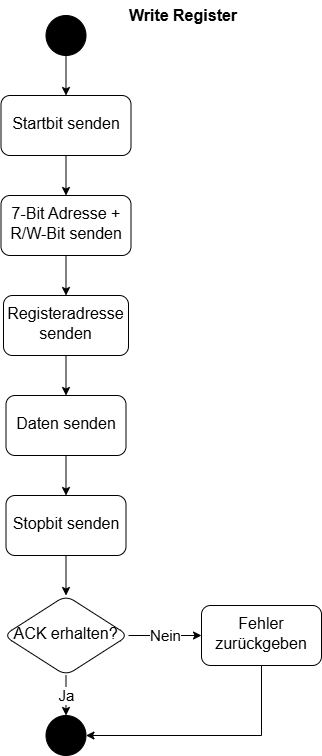 Write Register
Startbit senden
7-Bit Adresse +
R/W-Bit senden
Registeradresse
senden
Daten senden
Stopbit senden
ACK erhalten?
Nein
Fehler
zurückgeben
Ja